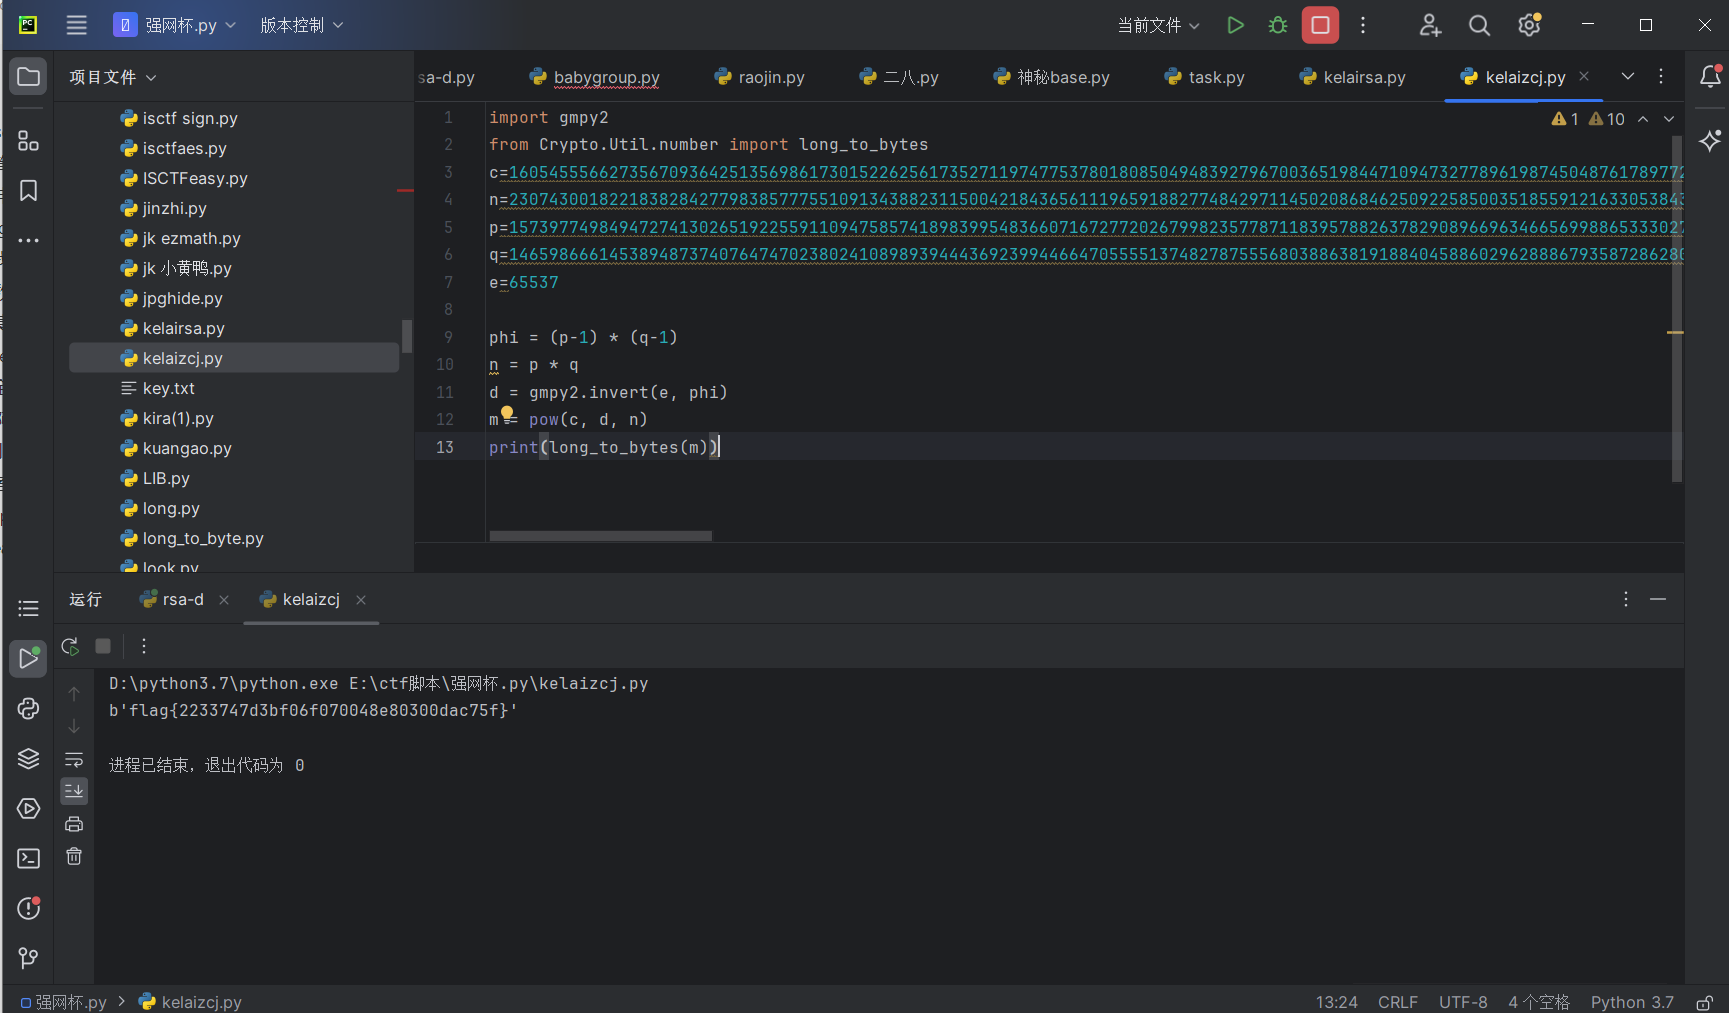 强网杯.py 版本控制 当前文件
项目文件
sa-d.py babygroup.py raojin.py 二八.py 神秘base.py task.py kelairsa.py kelaizcj.py
isctf sign.py
isctfaes.py
ISCTFeasy.py
jinzhi.py
jk ezmath.py
jk 小黄鸭.py
jpghide.py
kelairsa.py
kelaizcj.py
key.txt
kira(1).py
kuangao.py
LIB.py
long.py
long_to_byte.py
look.py
1 10
1 import gmpy2
2 from Crypto.Util.number import long_to_bytes
3
4
5
6
7 e=65537
8
9 phi = (p-1) * (q-1)
10 n = p * q
11 d = gmpy2.invert(e, phi)
12 m = pow(c, d, n)
13 print(long_to_bytes(m))
运行 rsa-d kelaizcj
D:\python3.7\python.exe E:\ctf脚本\强网杯.py\kelaizcj.py
b'flag{2233747d3bf06f070048e80300dac75f}'
进程已结束，退出代码为 0
强网杯.py kelaizcj.py 13:24 CRLF UTF-8 4 个空格 Python 3.7